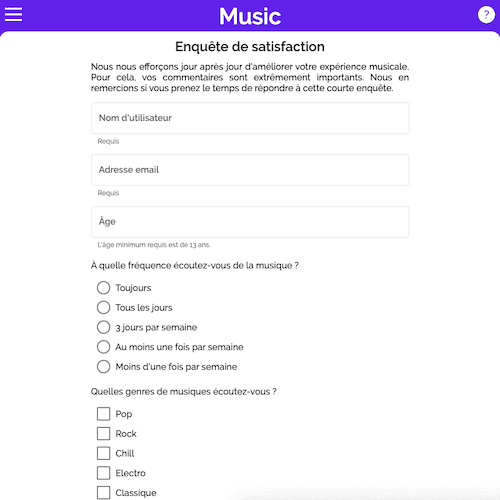 Music
?
Enquête de satisfaction
Nous nous efforçons jour après jour d'améliorer votre expérience musicale.
Pour cela, vos commentaires sont extrêmement importants. Nous en
remercions si vous prenez le temps de répondre à cette courte enquête.
Nom d'utilisateur
Requis
Adresse email
Requis
Âge
L'âge minimum requis est de 13 ans.
À quelle fréquence écoutez-vous de la musique ?
Toujours
Tous les jours
3 jours par semaine
Au moins une fois par semaine
Moins d'une fois par semaine
Quelles genres de musiques écoutez-vous ?
Pop
Rock
Chill
Electro
Classique